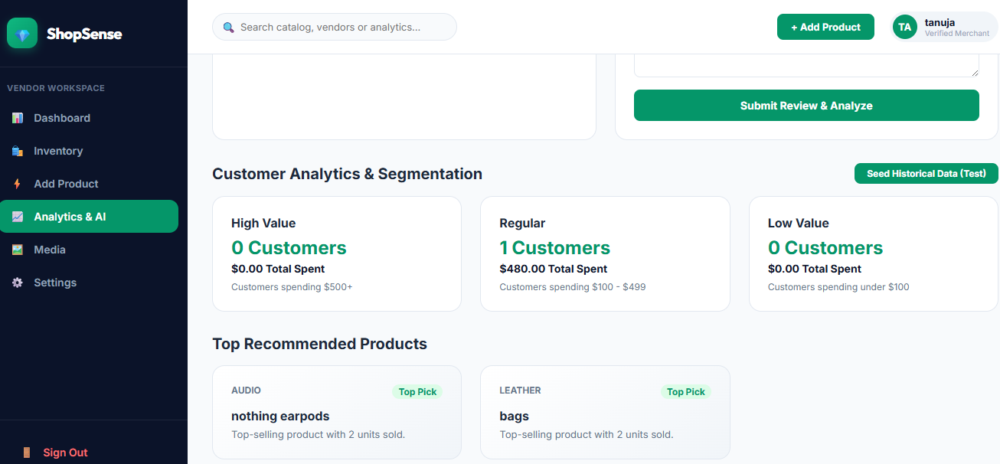 ShopSense
VENDOR WORKSPACE
Dashboard
Inventory
Add Product
Analytics & AI
Media
Settings
Sign Out
Search catalog, vendors or analytics...
+ Add Product
TA
tanuja
Verified Merchant
Submit Review & Analyze
Customer Analytics & Segmentation
Seed Historical Data (Test)
High Value
0 Customers
$0.00 Total Spent
Customers spending $500+
Regular
1 Customers
$480.00 Total Spent
Customers spending $100 - $499
Low Value
0 Customers
$0.00 Total Spent
Customers spending under $100
Top Recommended Products
AUDIO
Top Pick
nothing earpods
Top-selling product with 2 units sold.
LEATHER
Top Pick
bags
Top-selling product with 2 units sold.